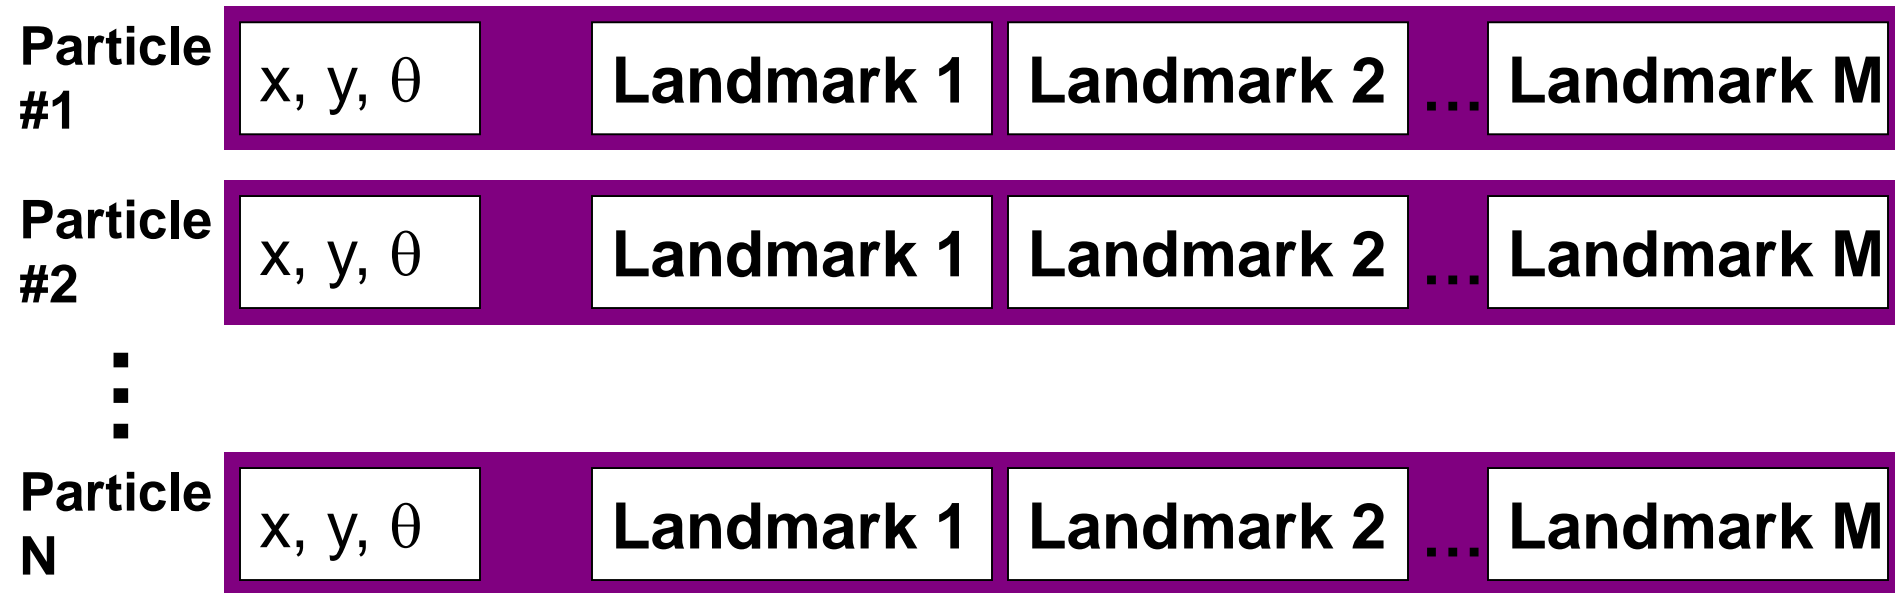 Particle
#1
x, y, θ
Landmark 1
Landmark 2
...
Landmark M
Particle
#2
x, y, θ
Landmark 1
Landmark 2
...
Landmark M
⋮
Particle
N
x, y, θ
Landmark 1
Landmark 2
...
Landmark M